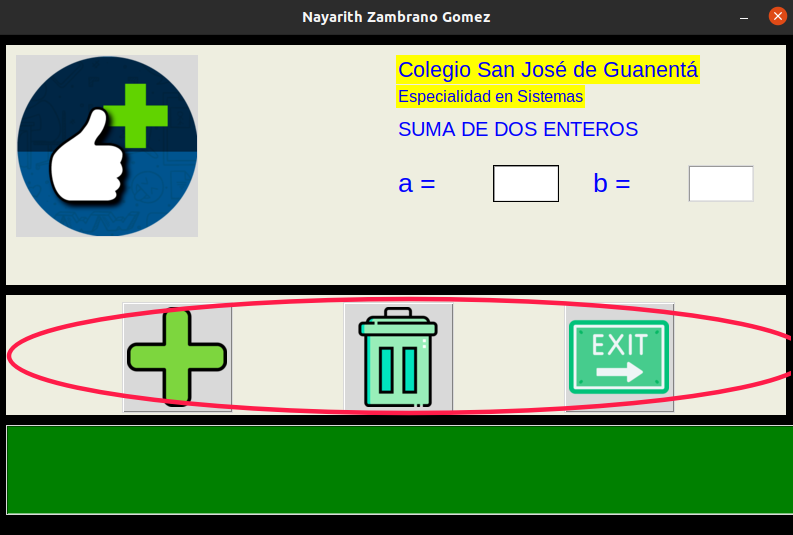 Nayarith Zambrano Gomez
Colegio San José de Guanentá
Especialidad en Sistemas
SUMA DE DOS ENTEROS
a = b =
EXIT